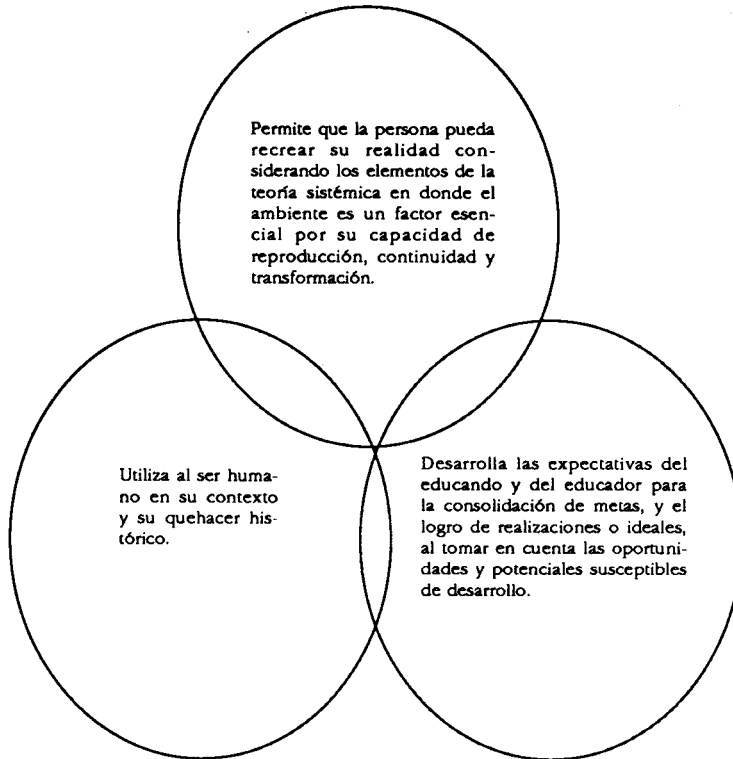 Permite que la persona pueda
recrear su realidad con-
siderando los elementos de la
teoría sistémica en donde el
ambiente es un factor esen-
cial por su capacidad de
reproducción, continuidad y
transformación.
Utiliza al ser huma-
no en su contexto
y su quehacer his-
tórico.
Desarrolla las expectativas del
educando y del educador para
la consolidación de metas, y el
logro de realizaciones o ideales,
al tomar en cuenta las oportuni-
dades y potenciales susceptibles
de desarrollo.